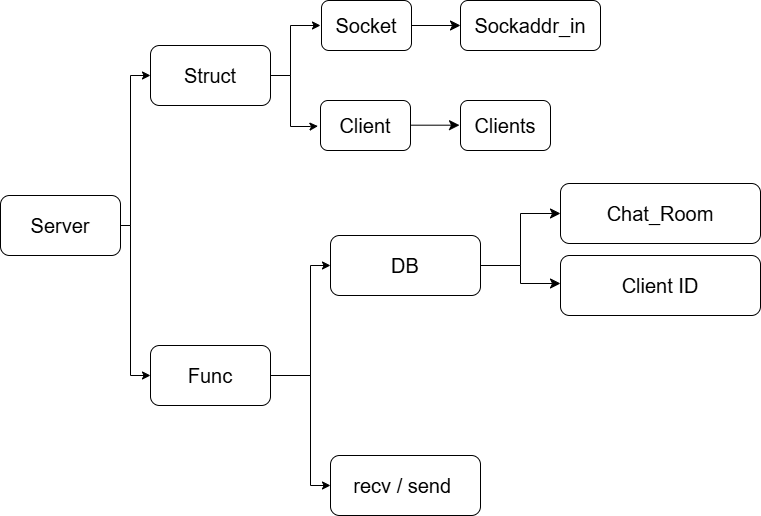 Socket
Sockaddr_in
Struct
Client
Clients
Server
Chat_Room
DB
Client ID
Func
recv / send